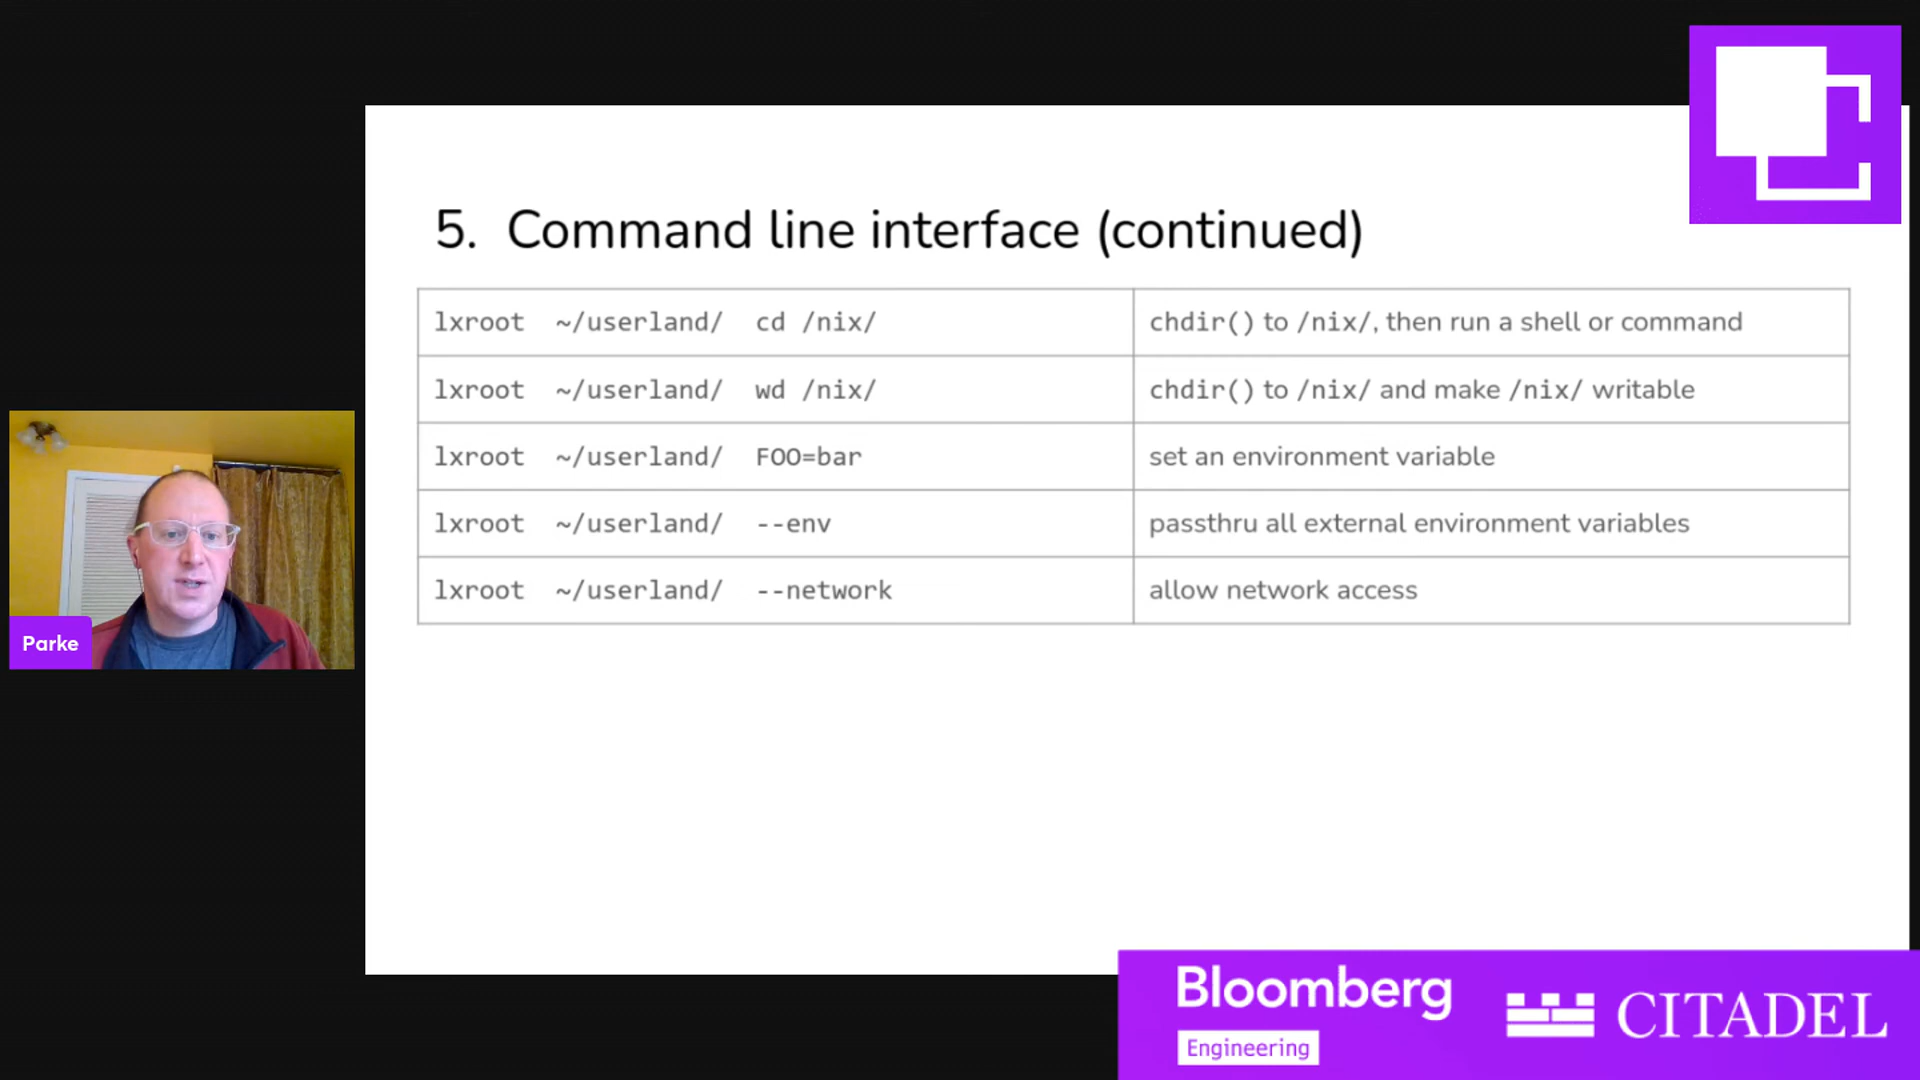 5. Command line interface (continued)
lxroot ~/userland/ cd /nix/ chdir() to /nix/, then run a shell or command
lxroot ~/userland/ wd /nix/ chdir() to /nix/ and make /nix/ writable
lxroot ~/userland/ FOO=bar set an environment variable
lxroot ~/userland/ --env passthru all external environment variables
lxroot ~/userland/ --network allow network access
Parke
Bloomberg
Engineering
CITADEL